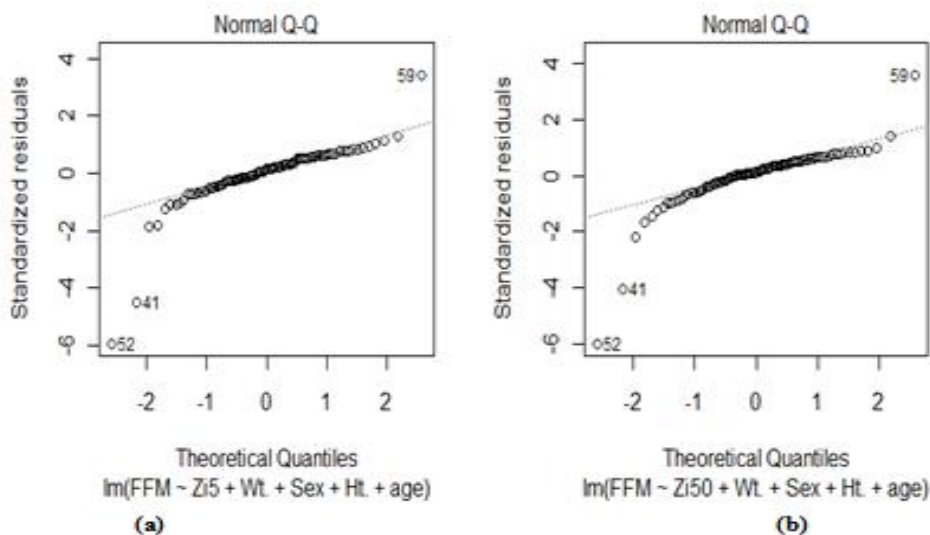 Normal Q-Q
Standardized residuals
4
2
0
-2
-4
-6
59
41
52
-2 -1 0 1 2
Theoretical Quantiles
lm(FFM ~ Zi5 + Wt. + Sex + Ht. + age)
(a)
Normal Q-Q
Standardized residuals
4
2
0
-2
-4
-6
59
41
52
-2 -1 0 1 2
Theoretical Quantiles
lm(FFM ~ Zi50 + Wt. + Sex + Ht. + age)
(b)